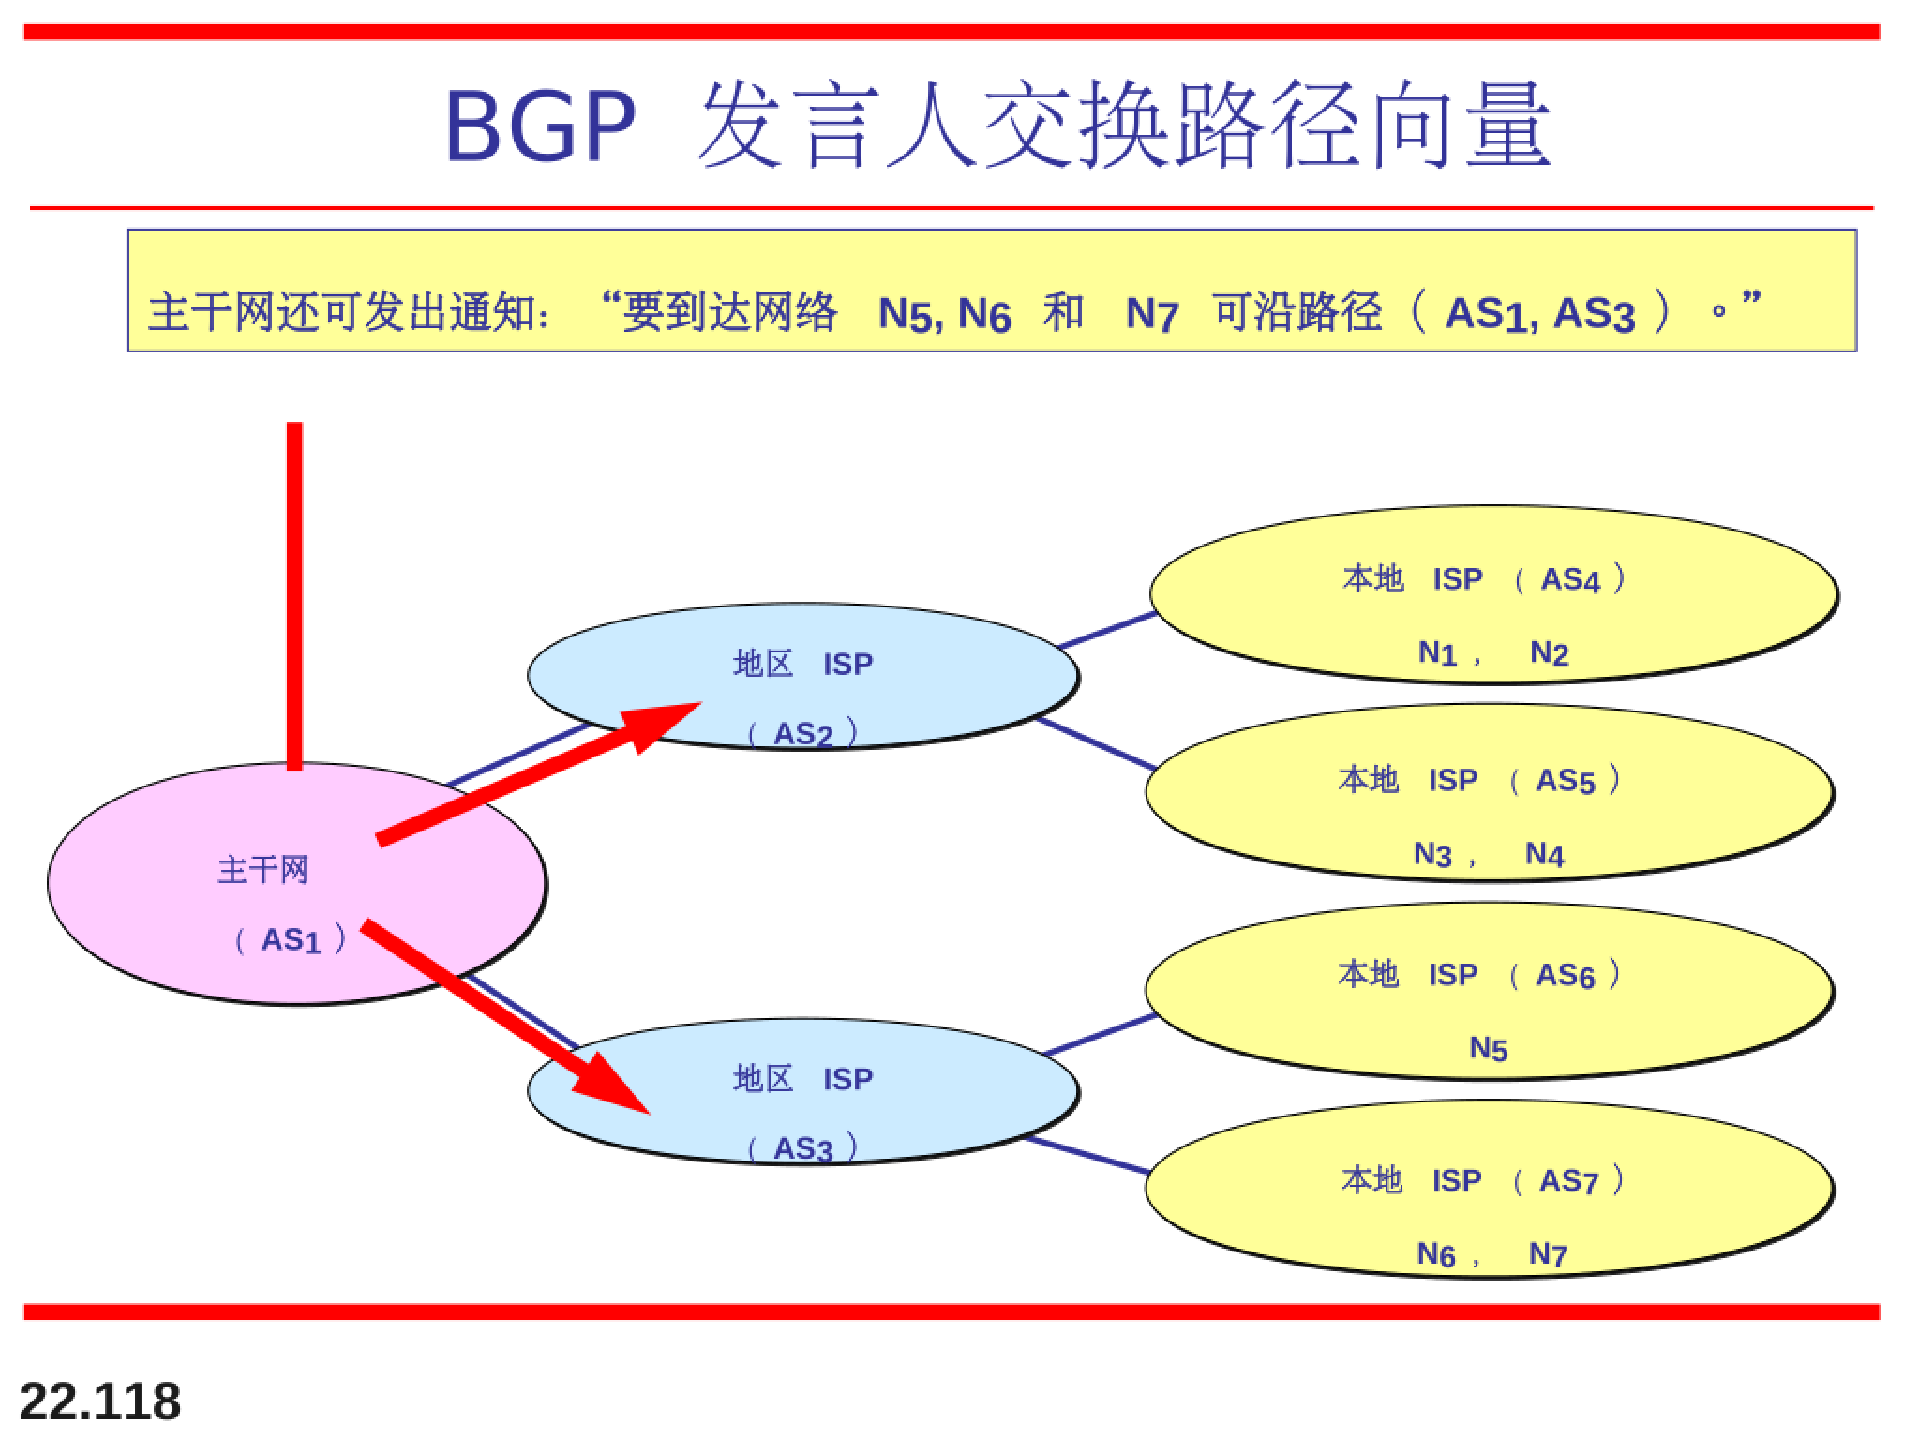 BGP 发言人交换路径向量
主干网还可发出通知：“要到达网络 N5, N6 和 N7 可沿路径（AS1, AS3）。”
本地 ISP（AS4）
N1， N2
地区 ISP
（AS2）
本地 ISP（AS5）
N3， N4
主干网
（AS1）
本地 ISP（AS6）
N5
地区 ISP
（AS3）
本地 ISP（AS7）
N6， N7
22.118